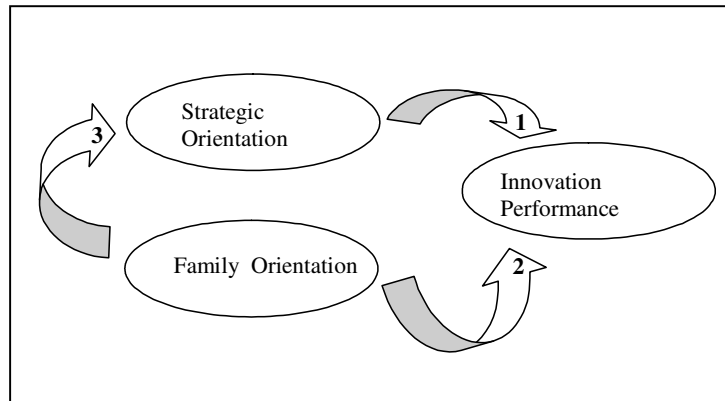 Strategic
Orientation
1
3
Innovation
Performance
Family Orientation
2